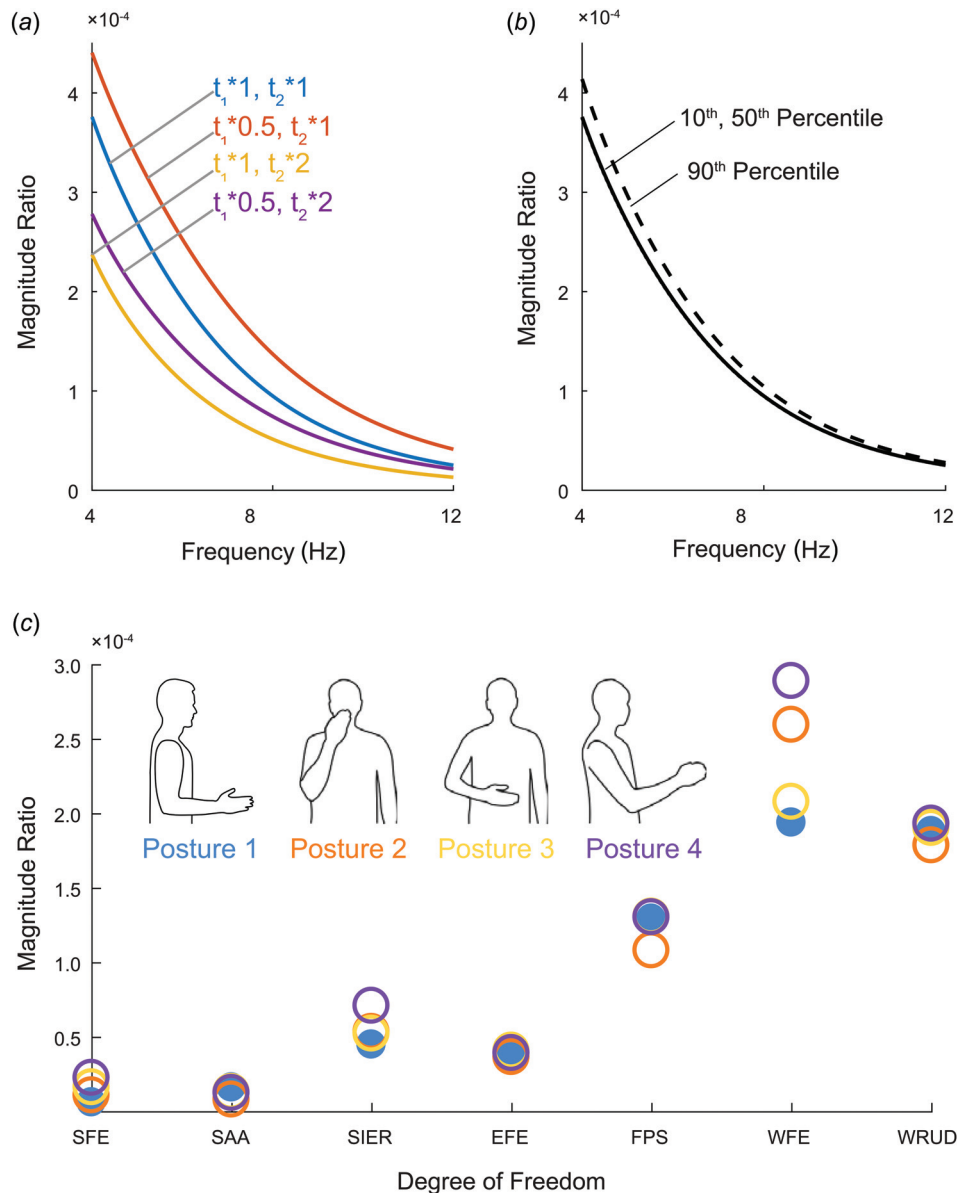 (a)
×10⁻⁴
Magnitude Ratio
4
3
2
1
0
t₁*1, t₂*1
t₁*0.5, t₂*1
t₁*1, t₂*2
t₁*0.5, t₂*2
4 8 12
Frequency (Hz)
(b)
×10⁻⁴
Magnitude Ratio
4
3
2
1
0
10ᵗʰ, 50ᵗʰ Percentile
90ᵗʰ Percentile
4 8 12
Frequency (Hz)
(c)
×10⁻⁴
Magnitude Ratio
3.0
2.5
2.0
1.5
1.0
0.5
Posture 1 Posture 2 Posture 3 Posture 4
SFE SAA SIER EFE FPS WFE WRUD
Degree of Freedom